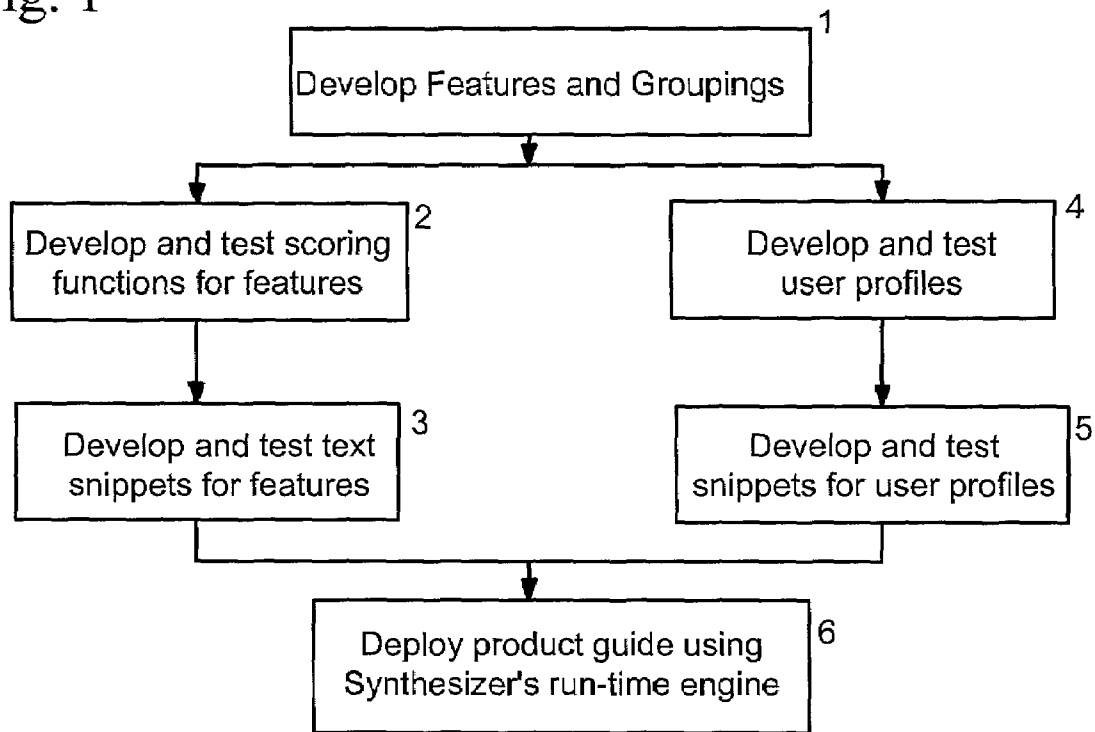 ig. 1
1
Develop Features and Groupings
2
Develop and test scoring
functions for features
4
Develop and test
user profiles
3
Develop and test text
snippets for features
5
Develop and test
snippets for user profiles
6
Deploy product guide using
Synthesizer's run-time engine